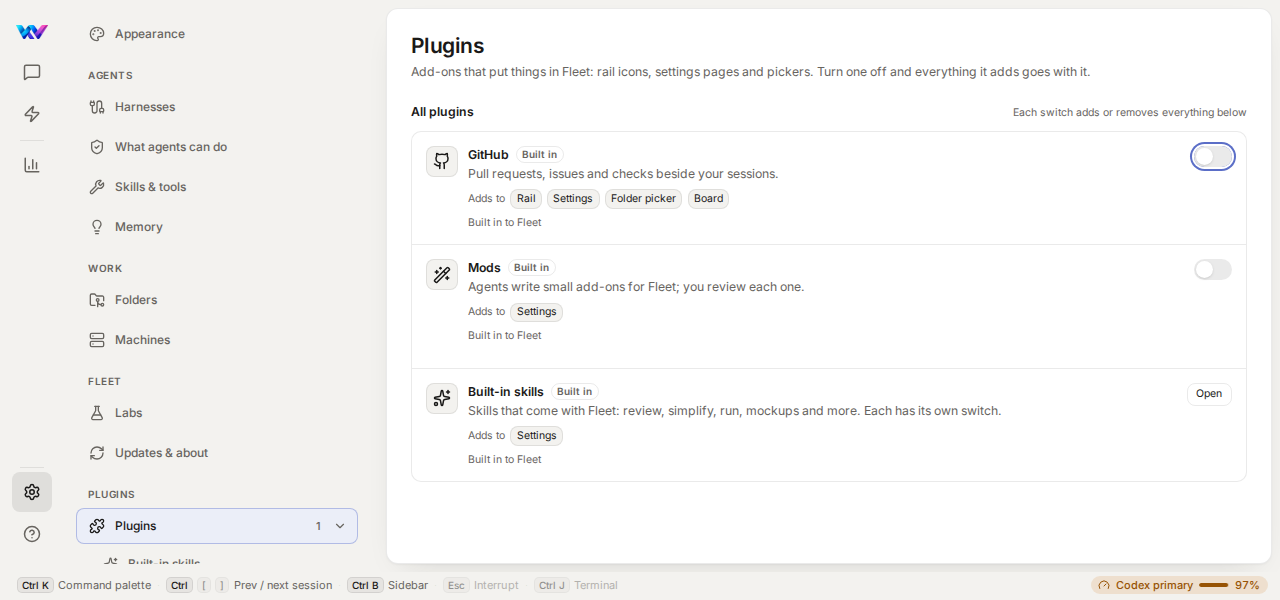 Appearance
AGENTS
Harnesses
What agents can do
Skills & tools
Memory
WORK
Folders
Machines
FLEET
Labs
Updates & about
PLUGINS
Plugins 1
Built-in skills
Plugins
Add-ons that put things in Fleet: rail icons, settings pages and pickers. Turn one off and everything it adds goes with it.
All plugins
Each switch adds or removes everything below
GitHub Built in
Pull requests, issues and checks beside your sessions.
Adds to Rail Settings Folder picker Board
Built in to Fleet
Mods Built in
Agents write small add-ons for Fleet; you review each one.
Adds to Settings
Built in to Fleet
Built-in skills Built in
Skills that come with Fleet: review, simplify, run, mockups and more. Each has its own switch.
Open
Adds to Settings
Built in to Fleet
Ctrl K Command palette Ctrl [ ] Prev / next session Ctrl B Sidebar Esc Interrupt Ctrl J Terminal
Codex primary 97%